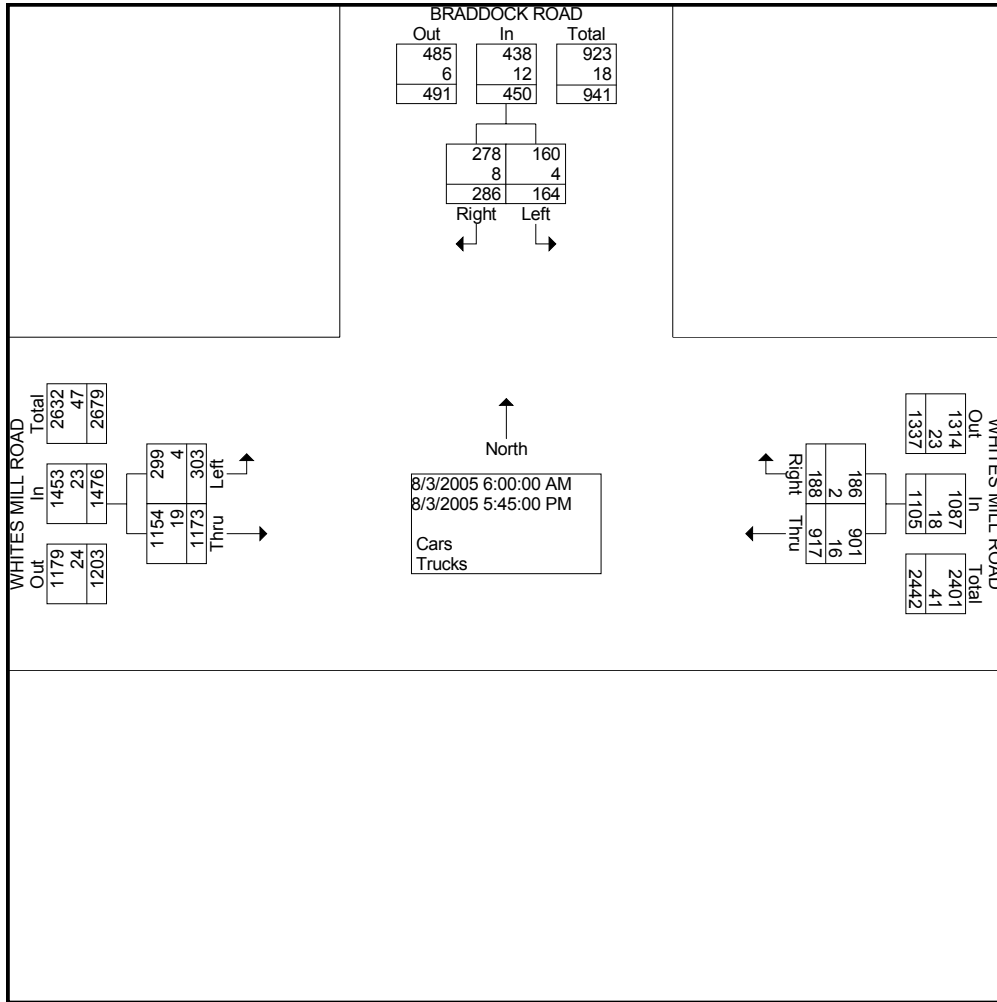 BRADDOCK ROAD
Out In Total
485 438 923
6 12 18
491 450 941
278 160
8 4
286 164
Right Left
WHITES MILL ROAD
Total In Out
2632 1453 1179
47 23 24
2679 1476 1203
299 1154
4 19
303 1173
Left Thru
North
8/3/2005 6:00:00 AM
8/3/2005 5:45:00 PM
Cars
Trucks
WHITES MILL ROAD
Out In Total
1314 1087 2401
23 18 41
1337 1105 2442
186 901
2 16
188 917
Right Thru